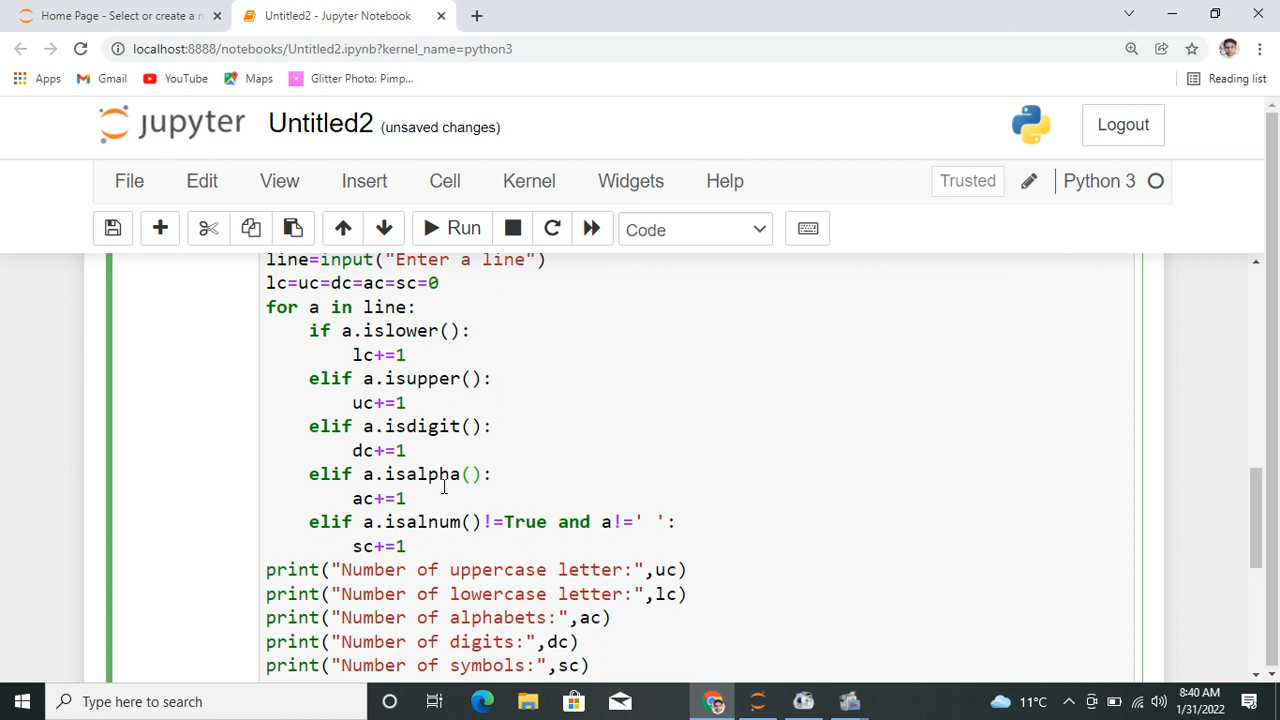 Home Page - Select or create a n
Untitled2 - Jupyter Notebook
localhost:8888/notebooks/Untitled2.ipynb?kernel_name=python3
Apps
Gmail
YouTube
Maps
Glitter Photo: Pimp...
Reading list
jupyter Untitled2 (unsaved changes)
Logout
File Edit View Insert Cell Kernel Widgets Help
Trusted
Python 3
Run
Code
line=input("Enter a line")
lc=uc=dc=ac=sc=0
for a in line:
    if a.islower():
        lc+=1
    elif a.isupper():
        uc+=1
    elif a.isdigit():
        dc+=1
    elif a.isalpha():
        ac+=1
    elif a.isalnum()!=True and a!=' ':
        sc+=1
print("Number of uppercase letter:",uc)
print("Number of lowercase letter:",lc)
print("Number of alphabets:",ac)
print("Number of digits:",dc)
print("Number of symbols:",sc)
Type here to search
11°C
8:40 AM
1/31/2022